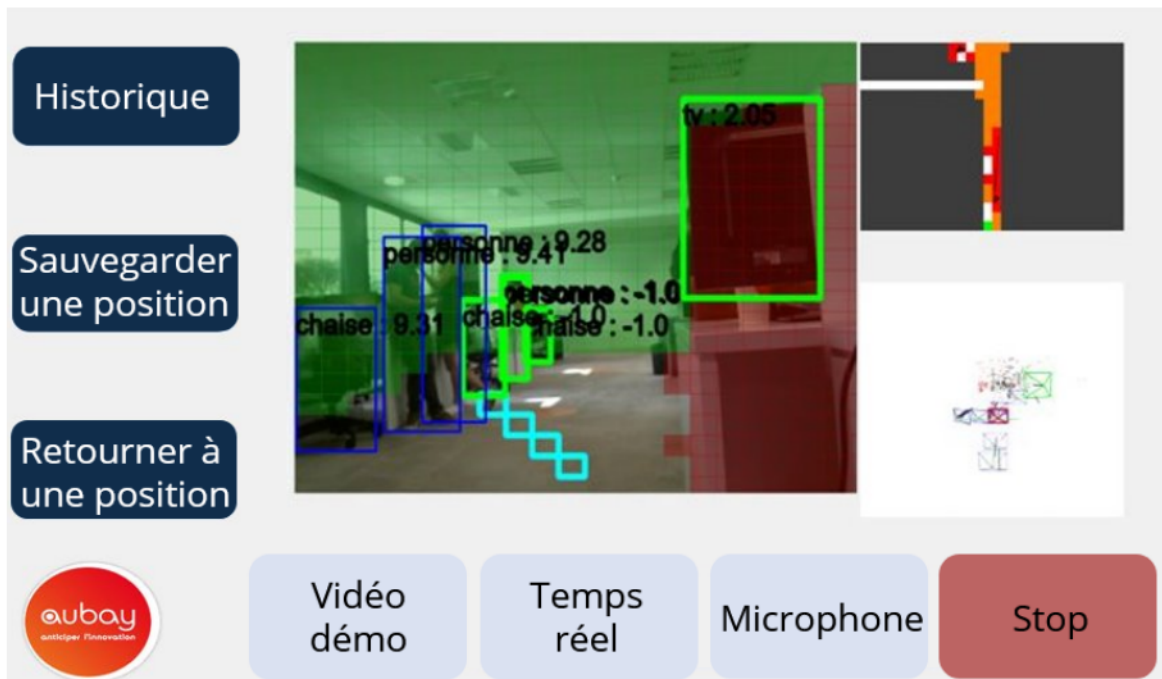 Historique
Sauvegarder
une position
Retourner à
une position
tv : 2.05
personne : 9.28
personne : 9.41
personne : -1.0
chaise : 9.31
chaise : -1.0
chaise : -1.0
aubay
anticiper l'innovation
Vidéo
démo
Temps
réel
Microphone
Stop